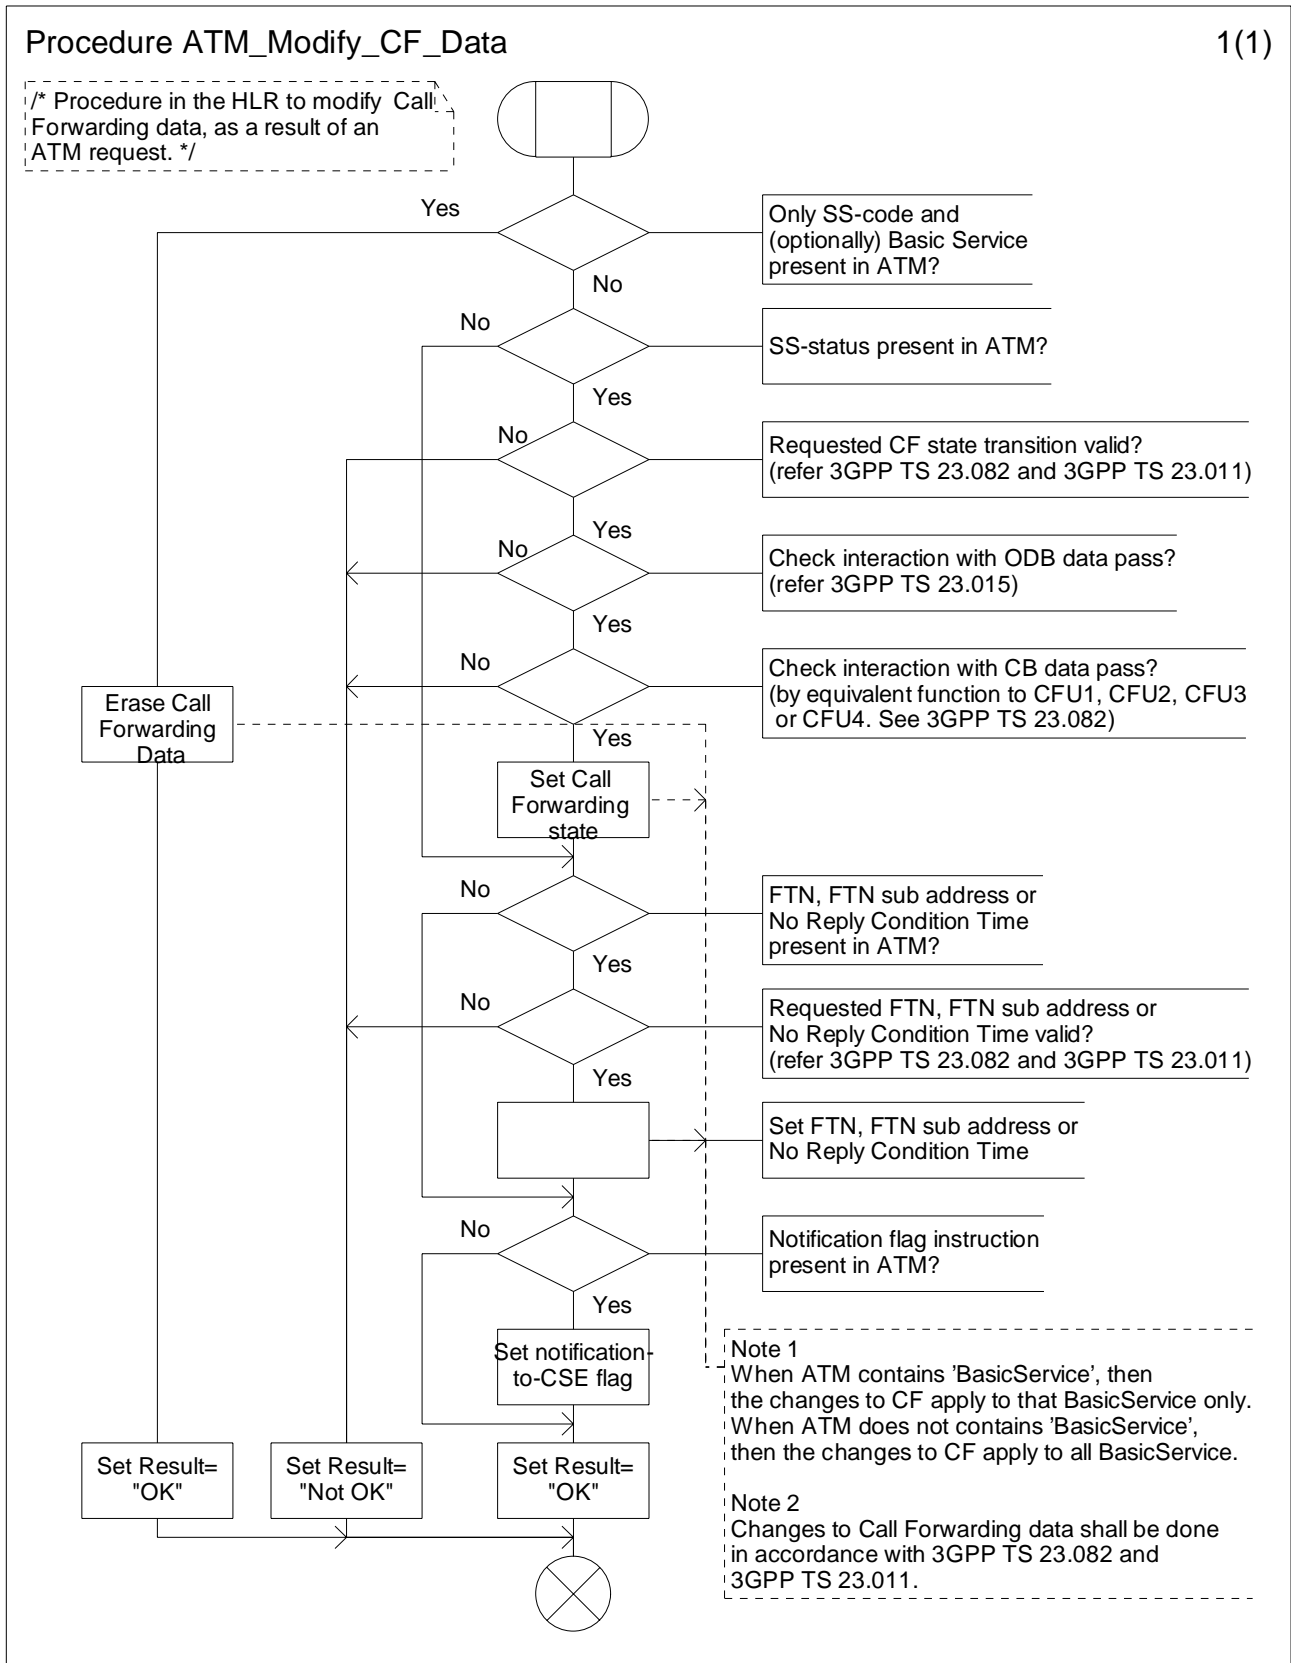 Procedure ATM_Modify_CF_Data
1(1)
/* Procedure in the HLR to modify Call
Forwarding data, as a result of an
ATM request. */
Yes
Only SS-code and
(optionally) Basic Service
present in ATM?
No
No
SS-status present in ATM?
Yes
No
Requested CF state transition valid?
(refer 3GPP TS 23.082 and 3GPP TS 23.011)
Yes
No
Check interaction with ODB data pass?
(refer 3GPP TS 23.015)
Yes
No
Check interaction with CB data pass?
(by equivalent function to CFU1, CFU2, CFU3
or CFU4. See 3GPP TS 23.082)
Erase Call
Forwarding
Data
Yes
Set Call
Forwarding
state
No
FTN, FTN sub address or
No Reply Condition Time
present in ATM?
Yes
No
Requested FTN, FTN sub address or
No Reply Condition Time valid?
(refer 3GPP TS 23.082 and 3GPP TS 23.011)
Yes
Set FTN, FTN sub address or
No Reply Condition Time
No
Notification flag instruction
present in ATM?
Yes
Set notification-
to-CSE flag
Note 1
When ATM contains ’BasicService’, then
the changes to CF apply to that BasicService only.
When ATM does not contains ’BasicService’,
then the changes to CF apply to all BasicService.
Set Result=
"OK"
Set Result=
"Not OK"
Set Result=
"OK"
Note 2
Changes to Call Forwarding data shall be done
in accordance with 3GPP TS 23.082 and
3GPP TS 23.011.